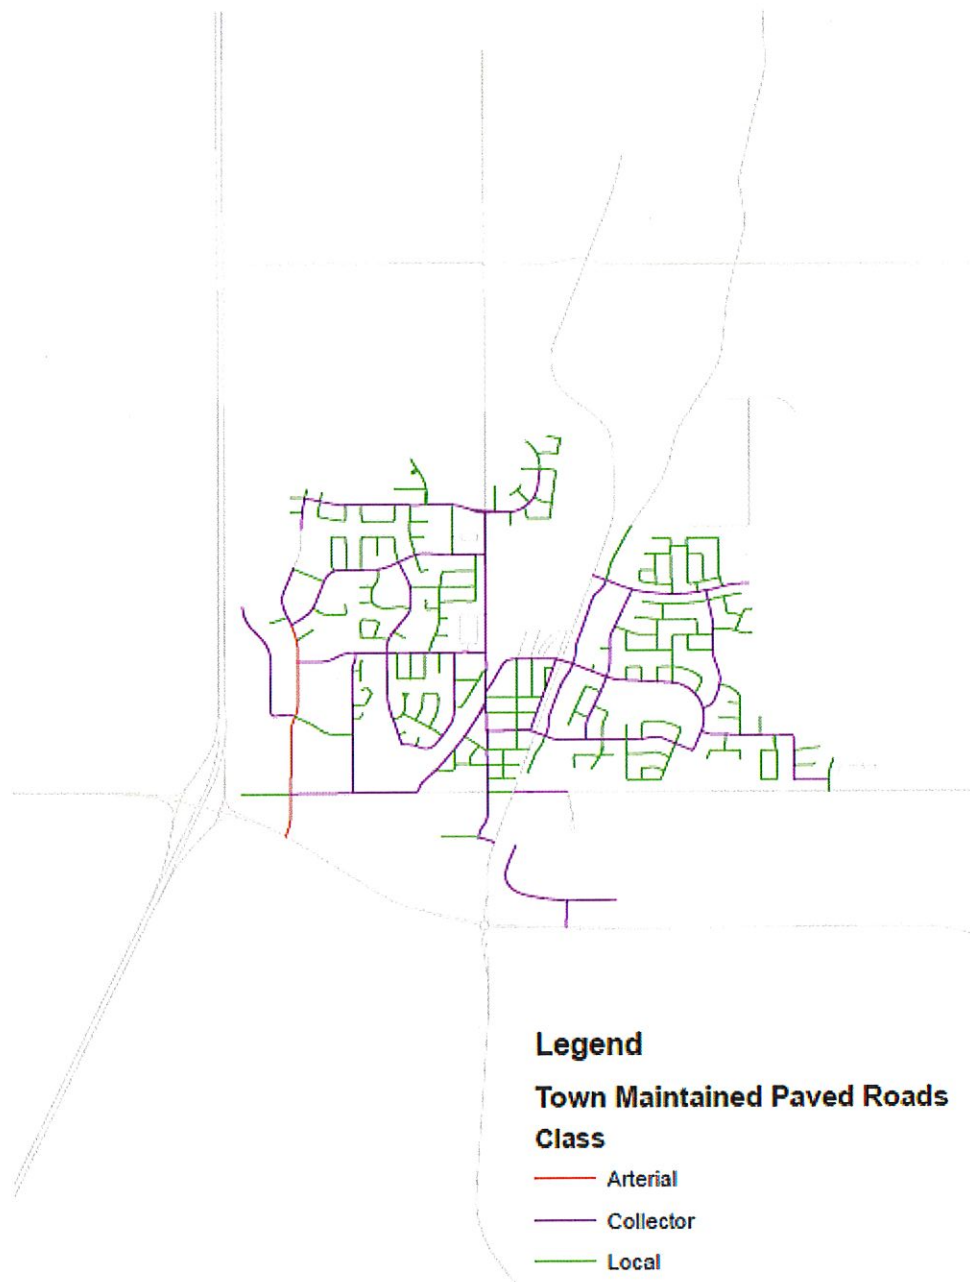 Legend
Town Maintained Paved Roads
Class
Arterial
Collector
Local